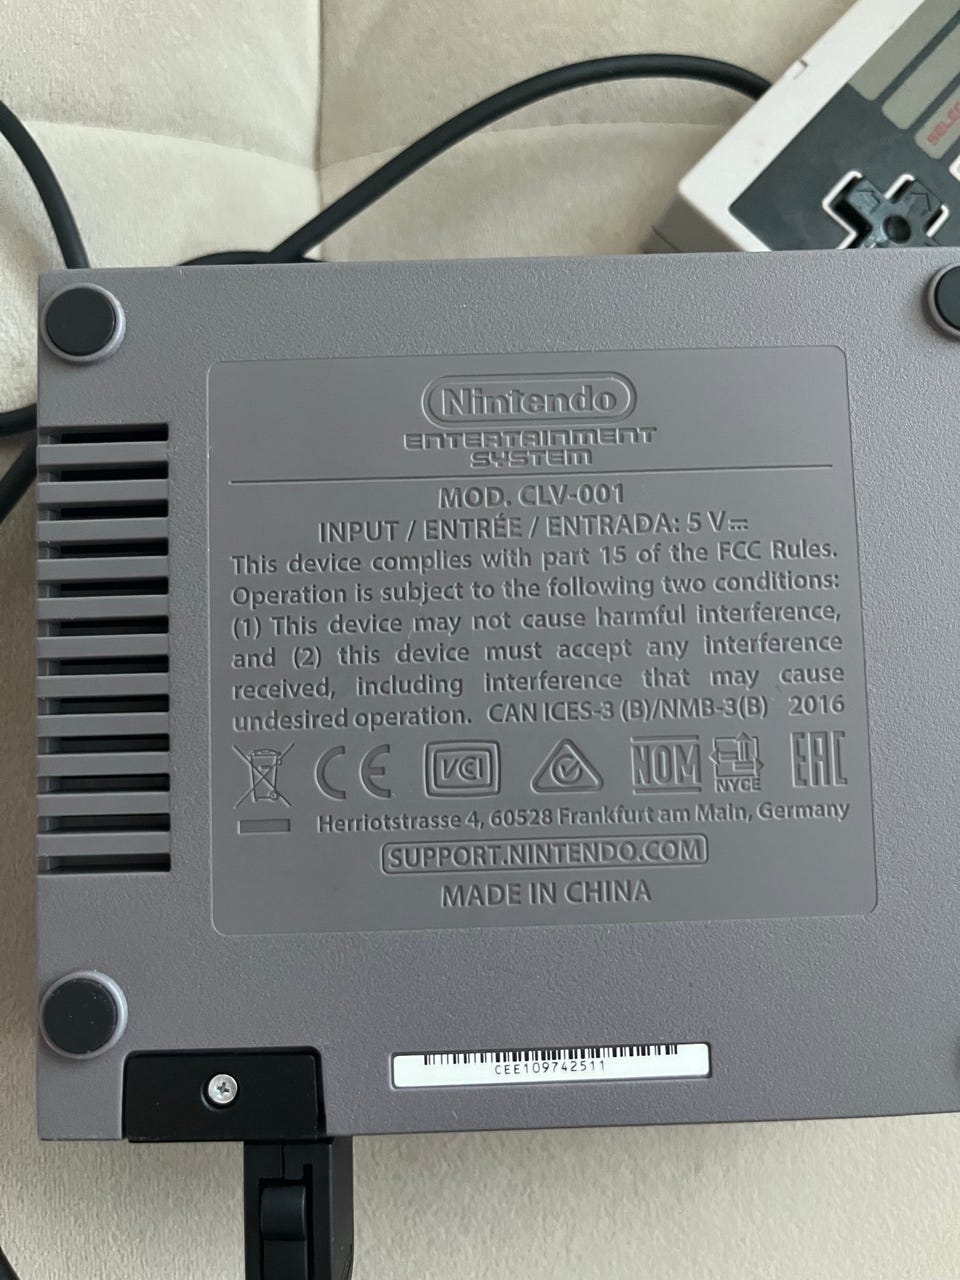 SELE
Nintendo
ENTERTAINMENT
SYSTEM
MOD. CLV-001
INPUT / ENTRÉE / ENTRADA: 5 V⎓
This device complies with part 15 of the FCC Rules.
Operation is subject to the following two conditions:
(1) This device may not cause harmful interference,
and (2) this device must accept any interference
received, including interference that may cause
undesired operation. CAN ICES-3 (B)/NMB-3(B) 2016
CE VCI NOM NYCE EAC
Herriotstrasse 4, 60528 Frankfurt am Main, Germany
SUPPORT.NINTENDO.COM
MADE IN CHINA
CEE109742511